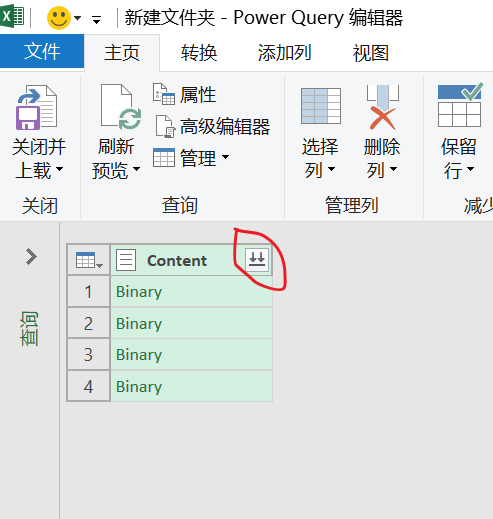 新建文件夹 - Power Query 编辑器
文件 主页 转换 添加列 视图
关闭并
上载
关闭
刷新
预览
属性
高级编辑器
管理
查询
选择
列
删除
列
管理列
保留
行
减少
查询
Content
1 Binary
2 Binary
3 Binary
4 Binary